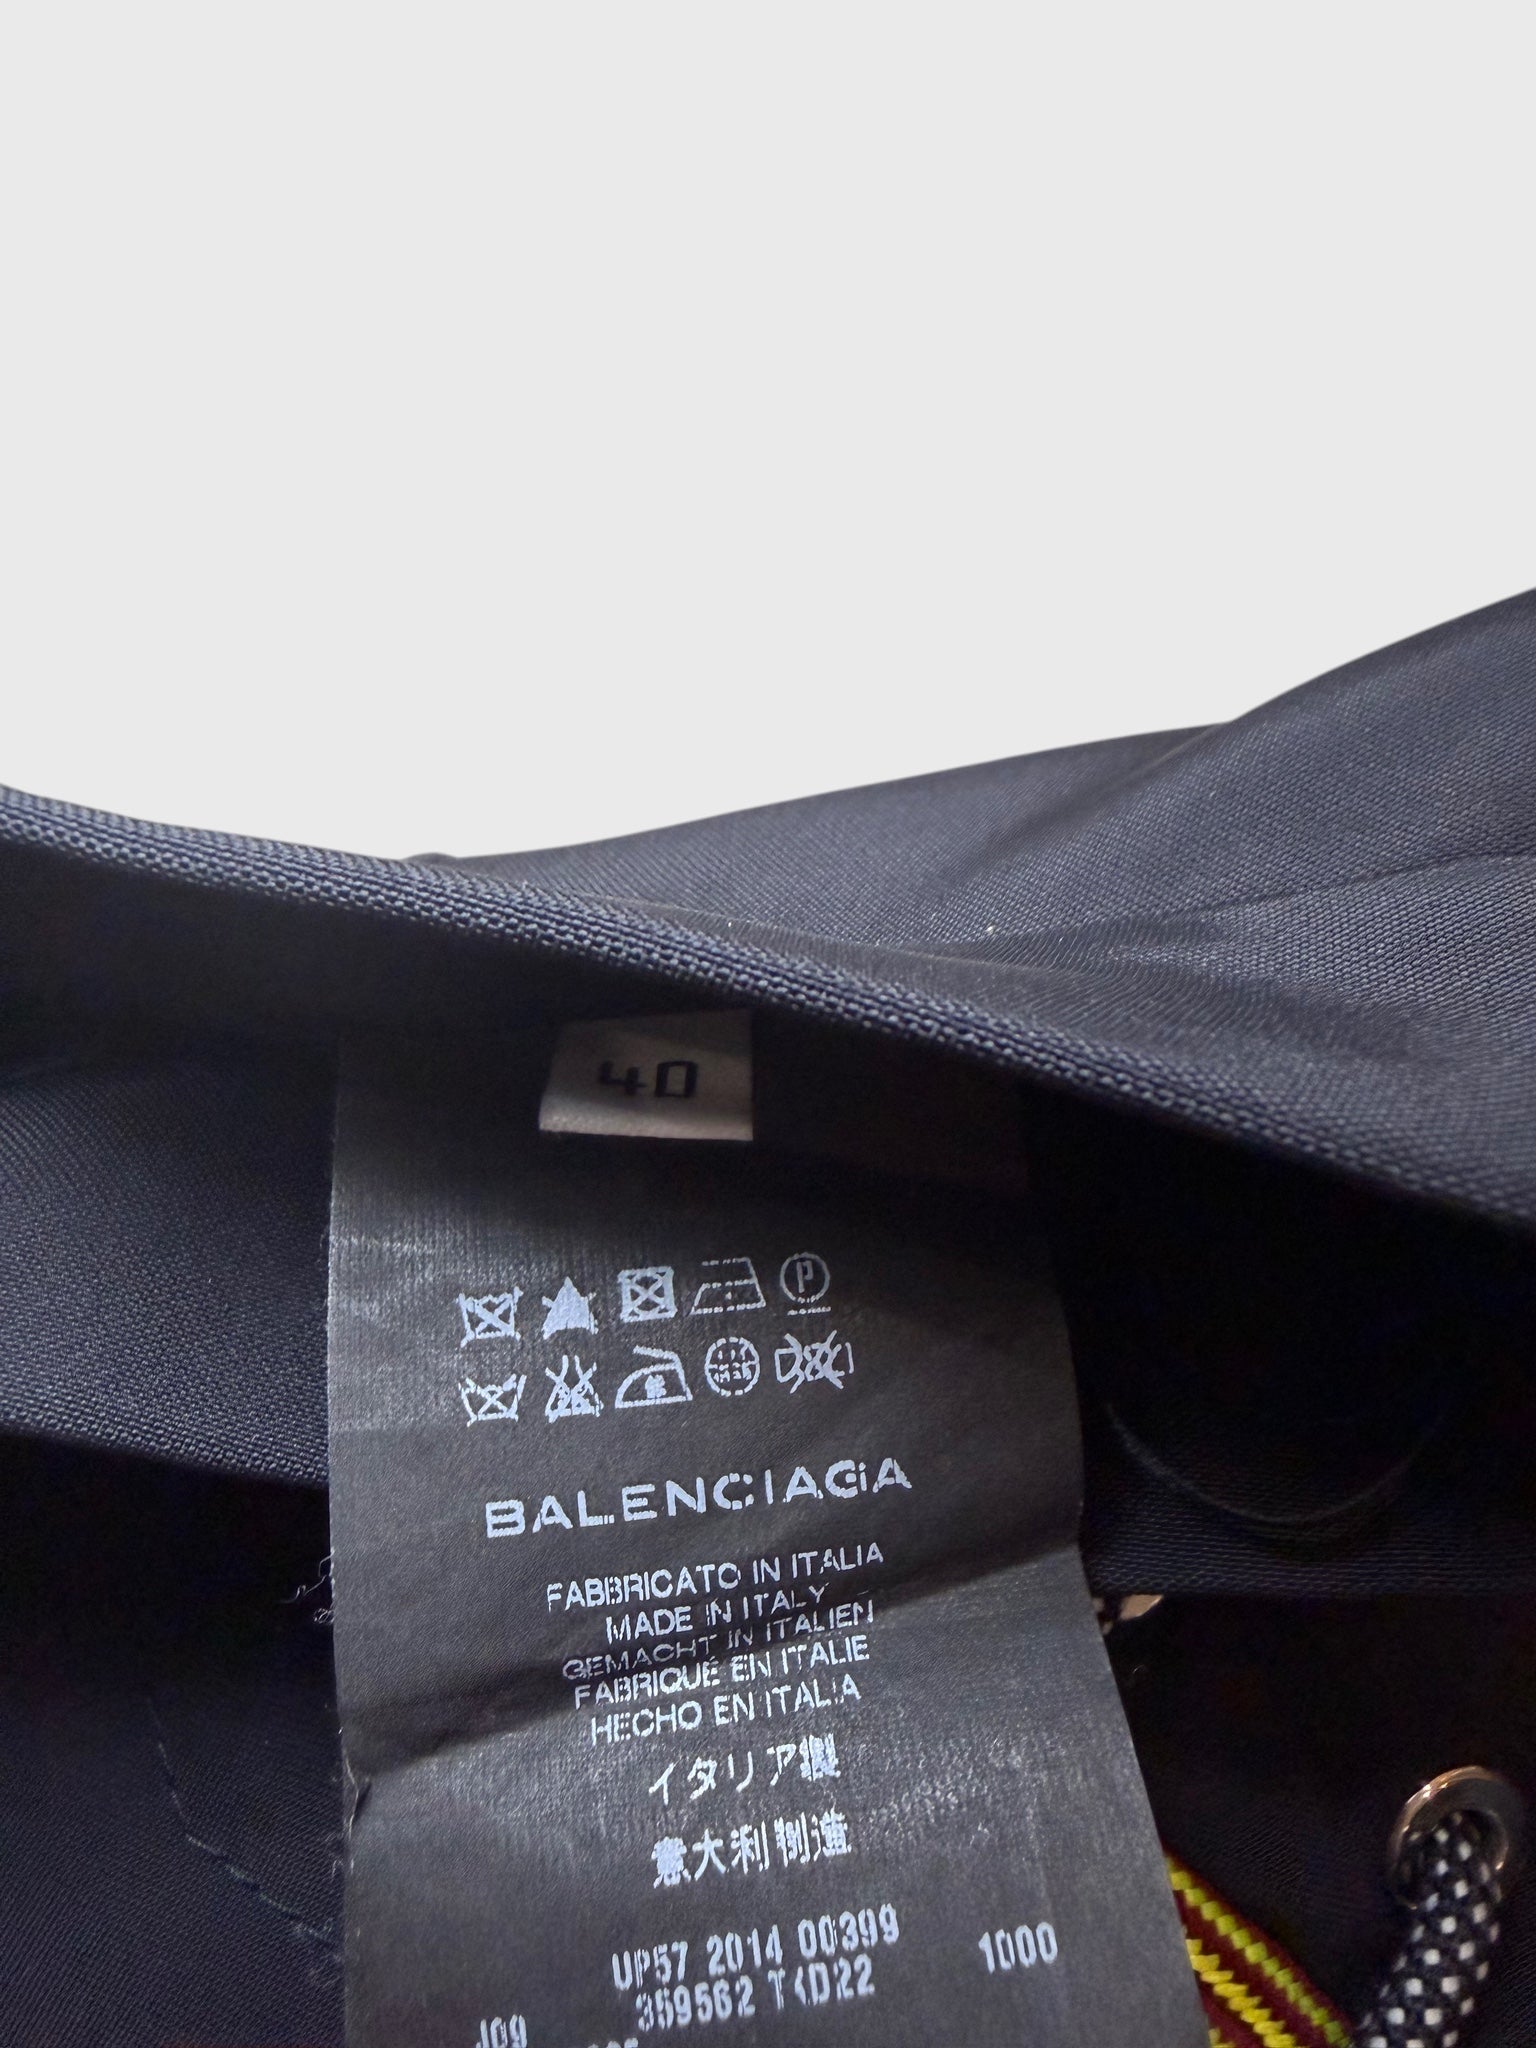 40
BALENCIAGA
FABBRICATO IN ITALIA
MADE IN ITALY
GEMACHT IN ITALIEN
FABRIQUÉ EN ITALIE
HECHO EN ITALIA
イタリア製
意大利制造
UP57 2014 00399
359562 TKD22 1000
J09